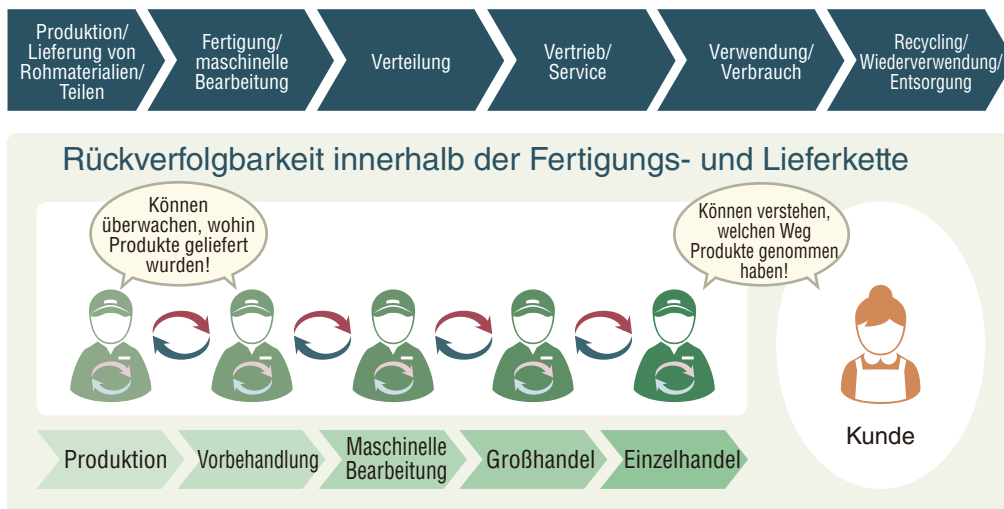 Produktion/
Lieferung von
Rohmaterialien/
Teilen
Fertigung/
maschinelle
Bearbeitung
Verteilung
Vertrieb/
Service
Verwendung/
Verbrauch
Recycling/
Wiederverwendung/
Entsorgung
Rückverfolgbarkeit innerhalb der Fertigungs- und Lieferkette
Können
überwachen, wohin
Produkte geliefert
wurden!
Können verstehen,
welchen Weg
Produkte genommen
haben!
Kunde
Produktion
Vorbehandlung
Maschinelle
Bearbeitung
Großhandel
Einzelhandel